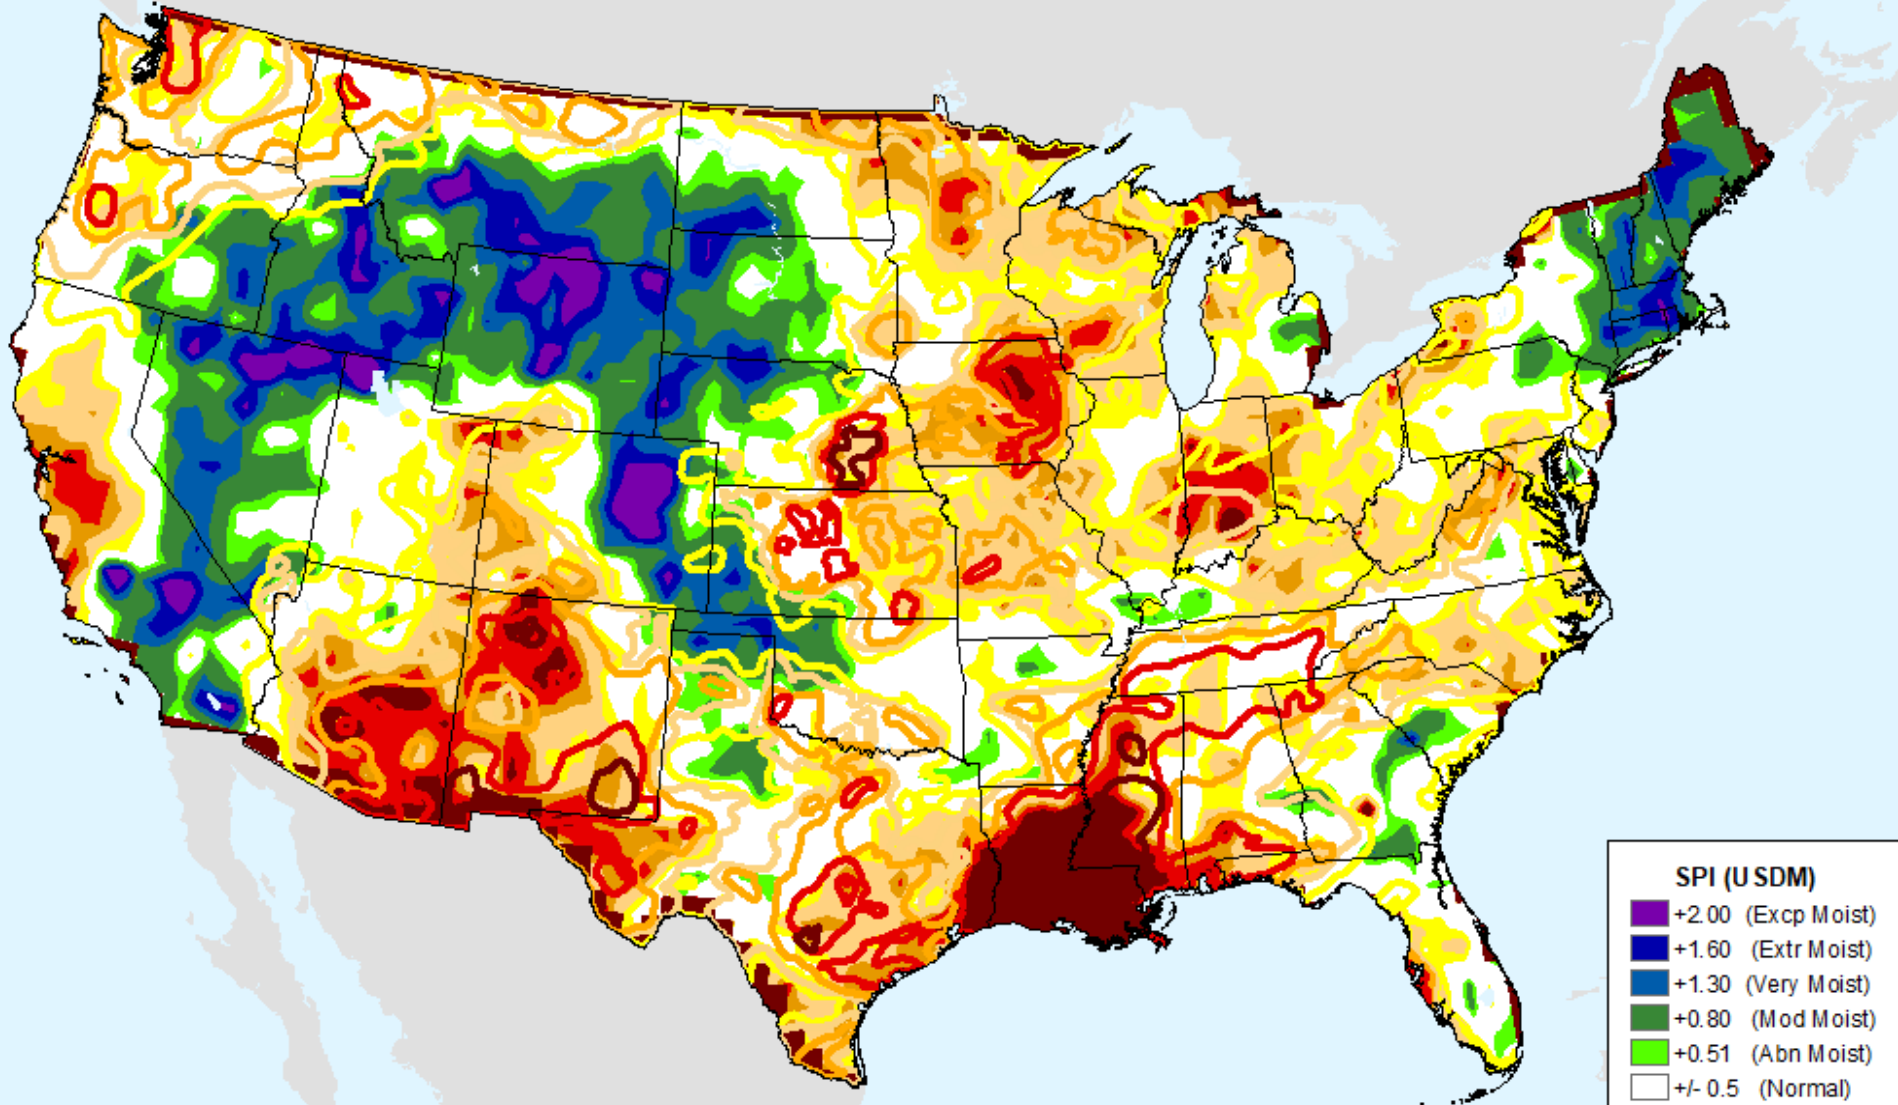 SPI (USDM)
+2.00 (Excp Moist)
+1.60 (Extr Moist)
+1.30 (Very Moist)
+0.80 (Mod Moist)
+0.51 (Abn Moist)
+/- 0.5 (Normal)